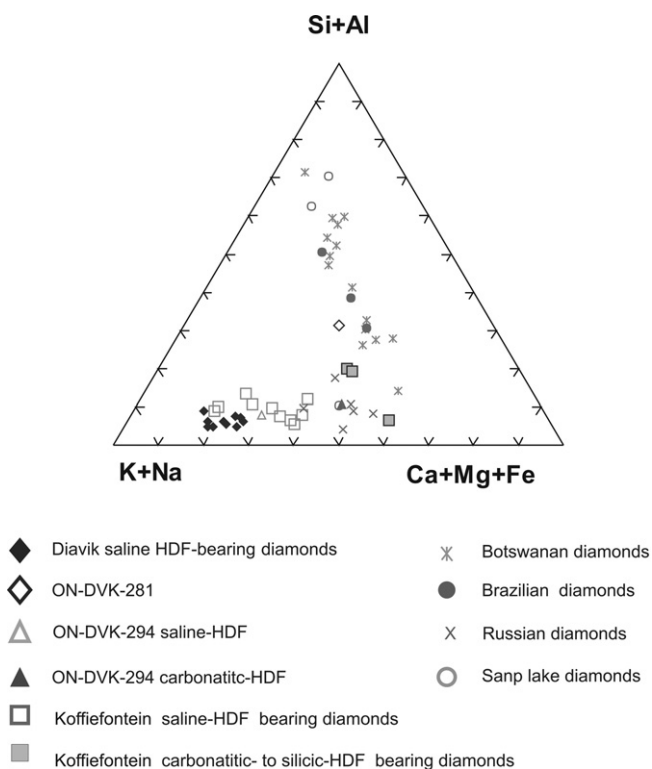 Si+Al
K+Na
Ca+Mg+Fe
Diavik saline HDF-bearing diamonds
ON-DVK-281
ON-DVK-294 saline-HDF
ON-DVK-294 carbonatitc-HDF
Koffiefontein saline-HDF bearing diamonds
Koffiefontein carbonatitic- to silicic-HDF bearing diamonds
Botswanan diamonds
Brazilian diamonds
Russian diamonds
Sanp lake diamonds